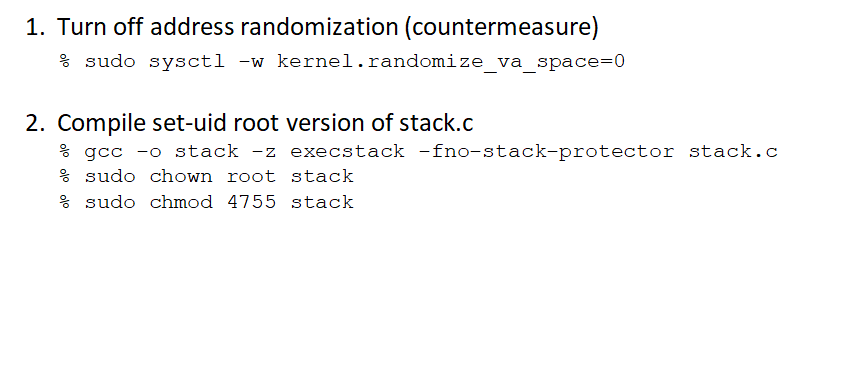 1. Turn off address randomization (countermeasure)
% sudo sysctl -w kernel.randomize_va_space=0
2. Compile set-uid root version of stack.c
% gcc -o stack -z execstack -fno-stack-protector stack.c
% sudo chown root stack
% sudo chmod 4755 stack